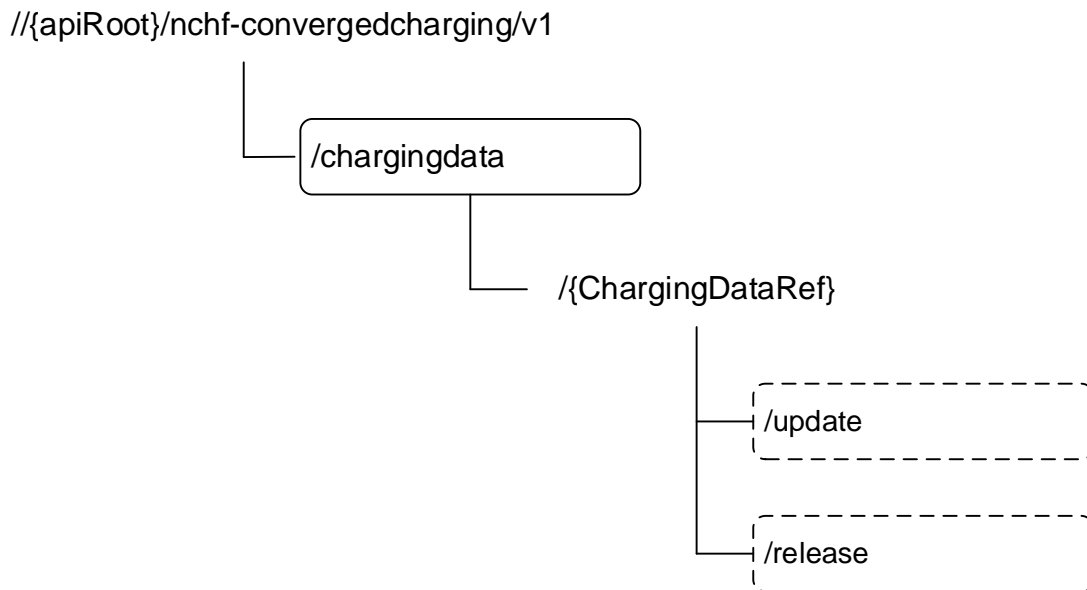 //{apiRoot}/nchf-convergedcharging/v1
/chargingdata
/{ChargingDataRef}
/update
/release